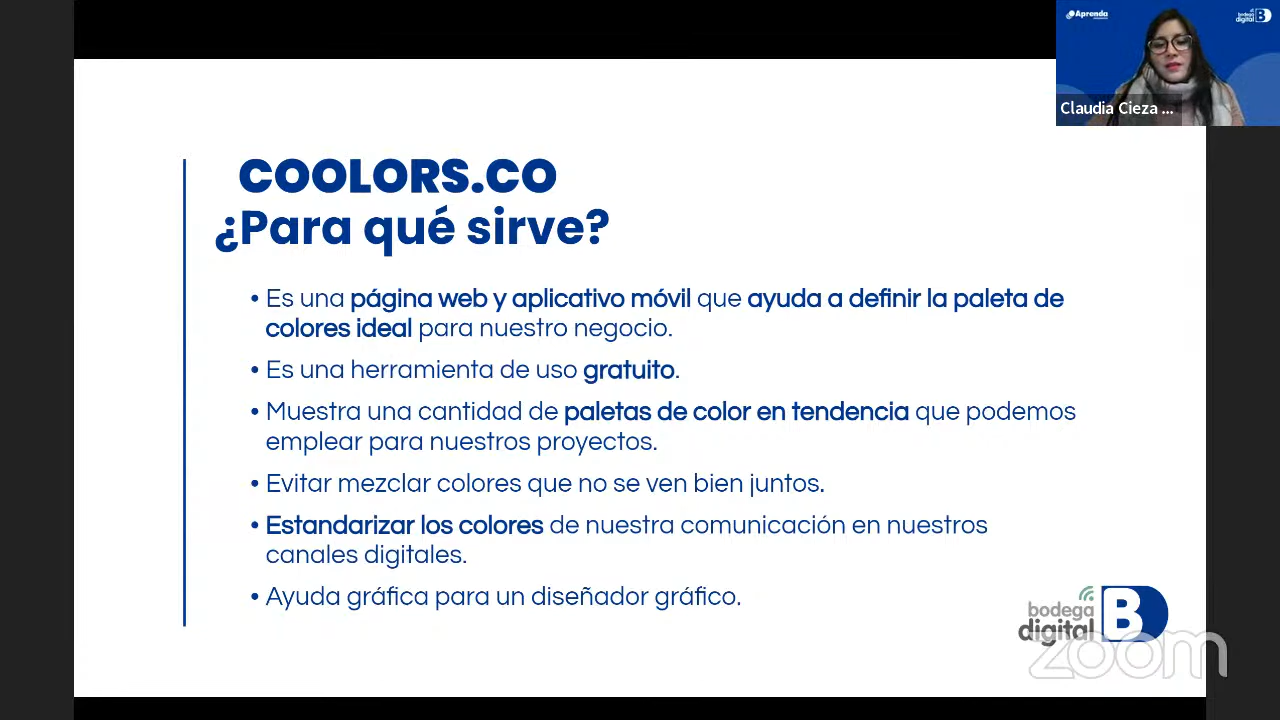 Aprenda
bodega
digital B
Claudia Cieza ...
COOLORS.CO
¿Para qué sirve?
• Es una página web y aplicativo móvil que ayuda a definir la paleta de
colores ideal para nuestro negocio.
• Es una herramienta de uso gratuito.
• Muestra una cantidad de paletas de color en tendencia que podemos
emplear para nuestros proyectos.
• Evitar mezclar colores que no se ven bien juntos.
• Estandarizar los colores de nuestra comunicación en nuestros
canales digitales.
• Ayuda gráfica para un diseñador gráfico.
bodega
digital B
zoom